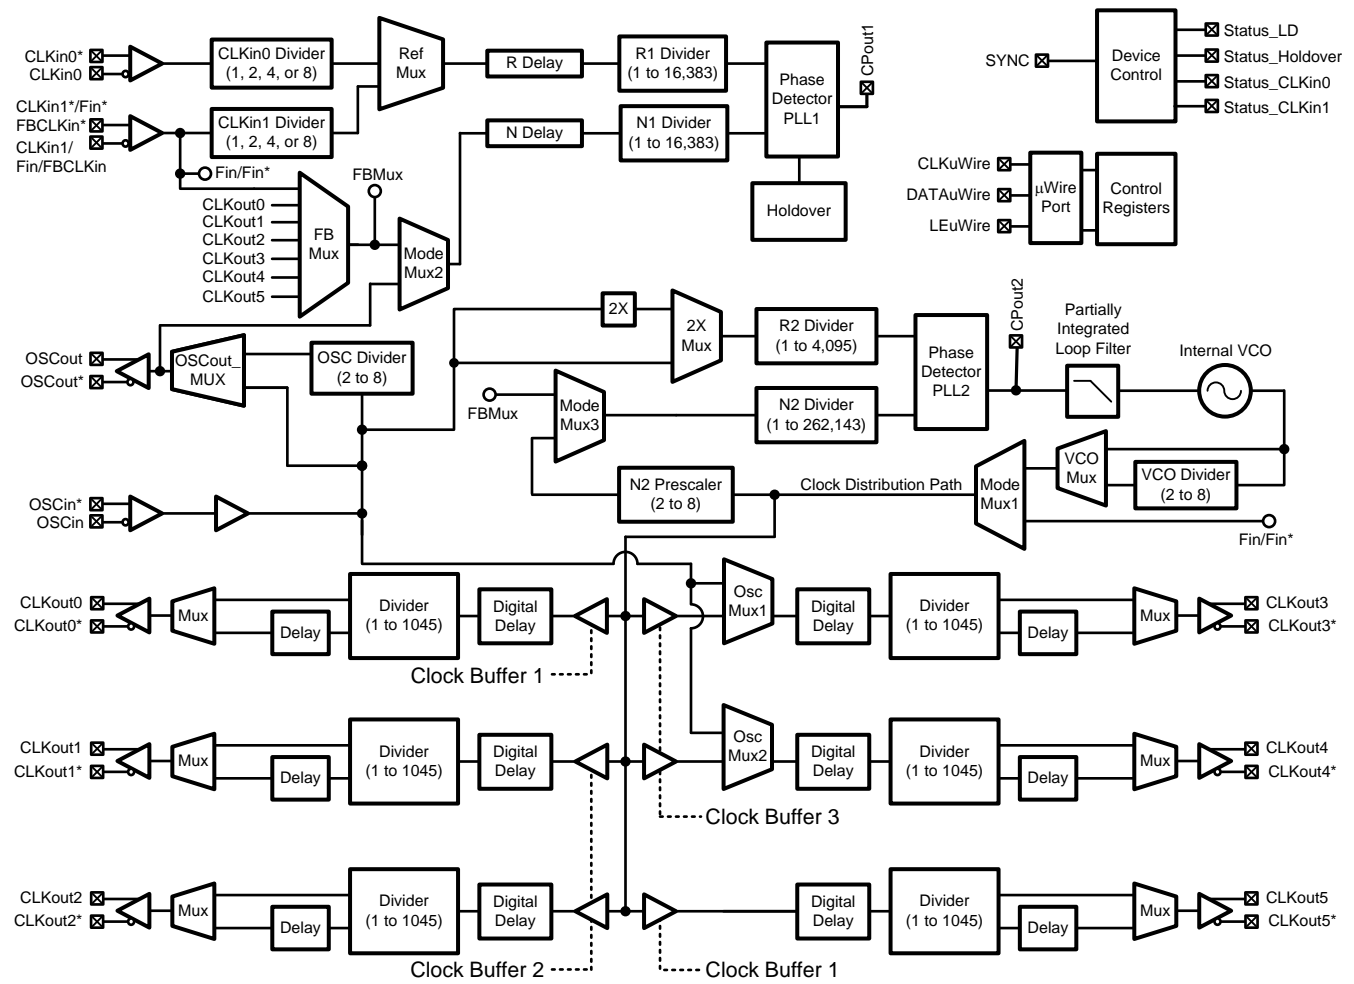 CLKin0*
CLKin0
CLKin0 Divider
(1, 2, 4, or 8)
Ref
Mux
R Delay
R1 Divider
(1 to 16,383)
Phase
Detector
PLL1
CPout1
CLKin1*/Fin*
FBCLKin*
CLKin1/
Fin/FBCLKin
CLKin1 Divider
(1, 2, 4, or 8)
N Delay
N1 Divider
(1 to 16,383)
Holdover
SYNC
Device
Control
Status_LD
Status_Holdover
Status_CLKin0
Status_CLKin1
CLKuWire
DATAuWire
LEuWire
µWire
Port
Control
Registers
Fin/Fin*
FBMux
CLKout0
CLKout1
CLKout2
CLKout3
CLKout4
CLKout5
FB
Mux
Mode
Mux2
2X
2X
Mux
R2 Divider
(1 to 4,095)
Phase
Detector
PLL2
CPout2
Partially
Integrated
Loop Filter
Internal VCO
OSCout
OSCout*
OSCout_
MUX
OSC Divider
(2 to 8)
FBMux
Mode
Mux3
N2 Divider
(1 to 262,143)
VCO
Mux
VCO Divider
(2 to 8)
OSCin*
OSCin
N2 Prescaler
(2 to 8)
Clock Distribution Path
Mode
Mux1
Fin/Fin*
CLKout0
CLKout0*
Mux
Delay
Divider
(1 to 1045)
Digital
Delay
Osc
Mux1
Digital
Delay
Divider
(1 to 1045)
Delay
Mux
CLKout3
CLKout3*
Clock Buffer 1
CLKout1
CLKout1*
Mux
Delay
Divider
(1 to 1045)
Digital
Delay
Osc
Mux2
Digital
Delay
Divider
(1 to 1045)
Delay
Mux
CLKout4
CLKout4*
Clock Buffer 3
CLKout2
CLKout2*
Mux
Delay
Divider
(1 to 1045)
Digital
Delay
Digital
Delay
Divider
(1 to 1045)
Delay
Mux
CLKout5
CLKout5*
Clock Buffer 2
Clock Buffer 1